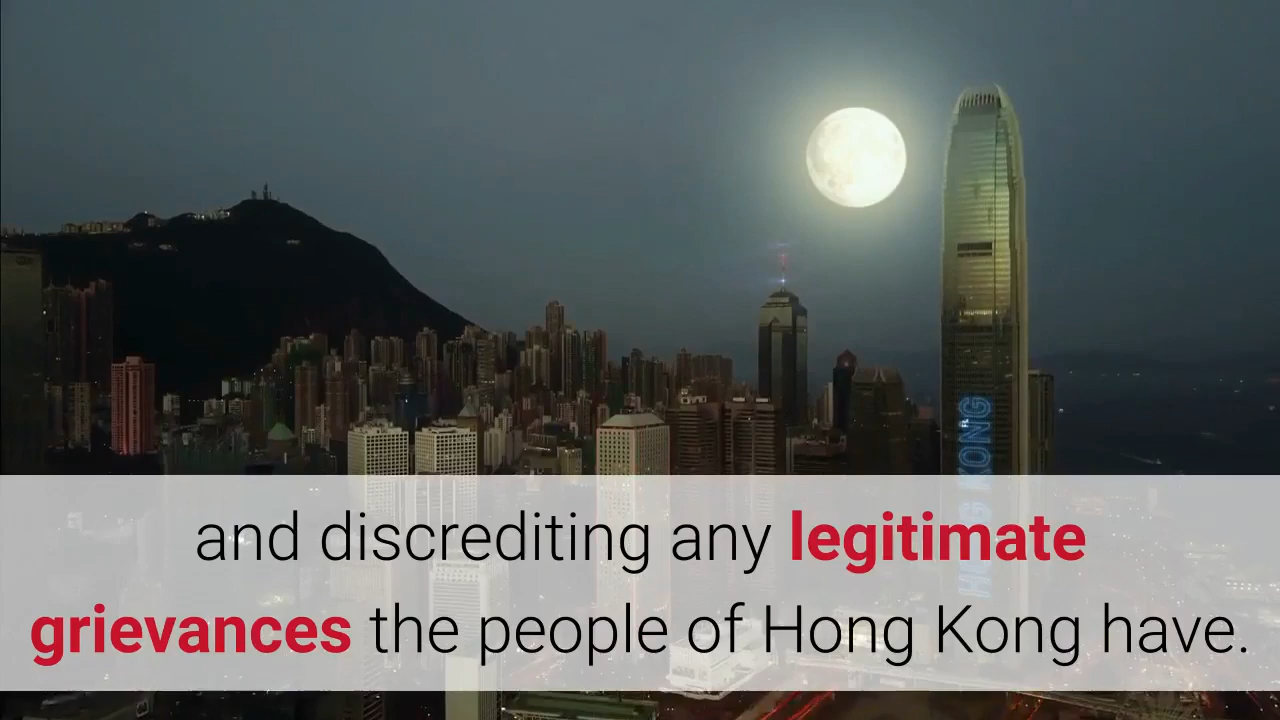 HONG KONG
and discrediting any legitimate
grievances the people of Hong Kong have.